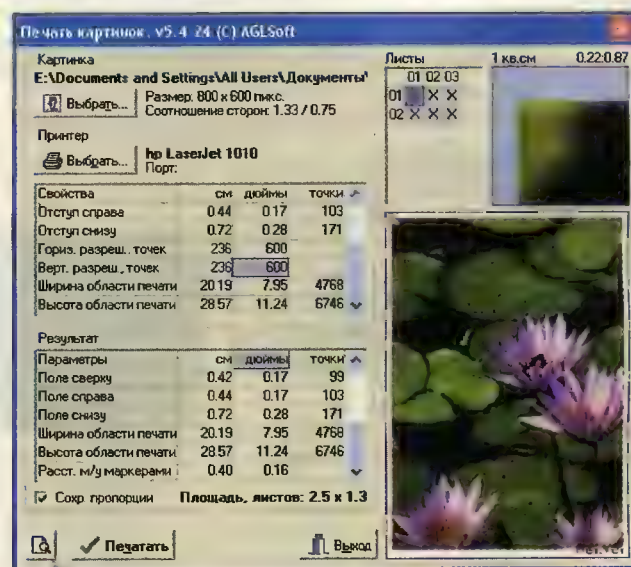 Печать картинок. v5.4 24 (C) AGLSoft
Картинка
E:\Documents and Settings\All Users\Документы\
Выбрать...
Размер: 800 x 600 пикс.
Соотношение сторон: 1.33 / 0.75
Принтер
Выбрать...
hp LaserJet 1010
Порт:
Свойства см дюймы точки
Отступ справа 0.44 0.17 103
Отступ снизу 0.72 0.28 171
Гориз. разреш., точек 236 600
Верт. разреш., точек 236 600
Ширина области печати 20.19 7.95 4768
Высота области печати 28.57 11.24 6746
Результат
Параметры см дюймы точки
Поле сверху 0.42 0.17 99
Поле справа 0.44 0.17 103
Поле снизу 0.72 0.28 171
Ширина области печати 20.19 7.95 4768
Высота области печати 28.57 11.24 6746
Расст. м/у маркерами 0.40 0.16
Сохр. пропорции Площадь, листов: 2.5 x 1.3
Печатать
Выход
Листы
01 02 03
01 X X
02 X X X
1 кв.см 0.22:0.87